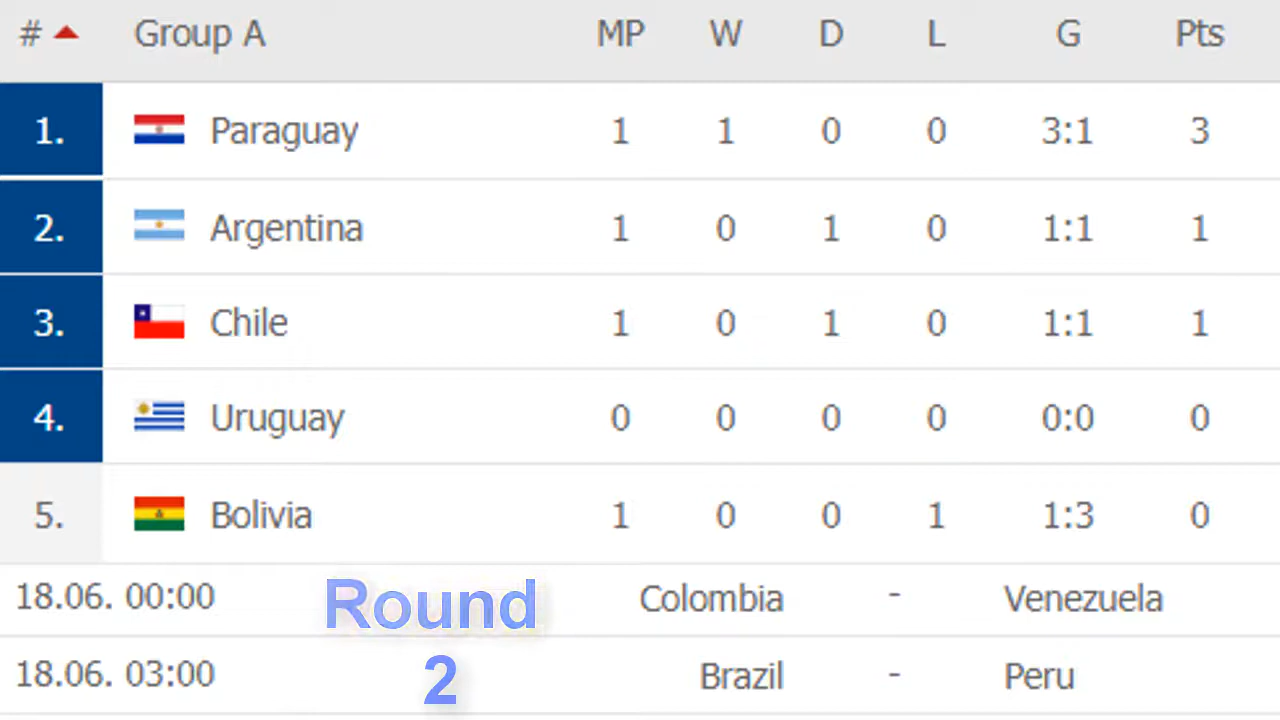 # Group A MP W D L G Pts
1. Paraguay 1 1 0 0 3:1 3
2. Argentina 1 0 1 0 1:1 1
3. Chile 1 0 1 0 1:1 1
4. Uruguay 0 0 0 0 0:0 0
5. Bolivia 1 0 0 1 1:3 0
18.06. 00:00 Round Colombia - Venezuela
18.06. 03:00 2 Brazil - Peru